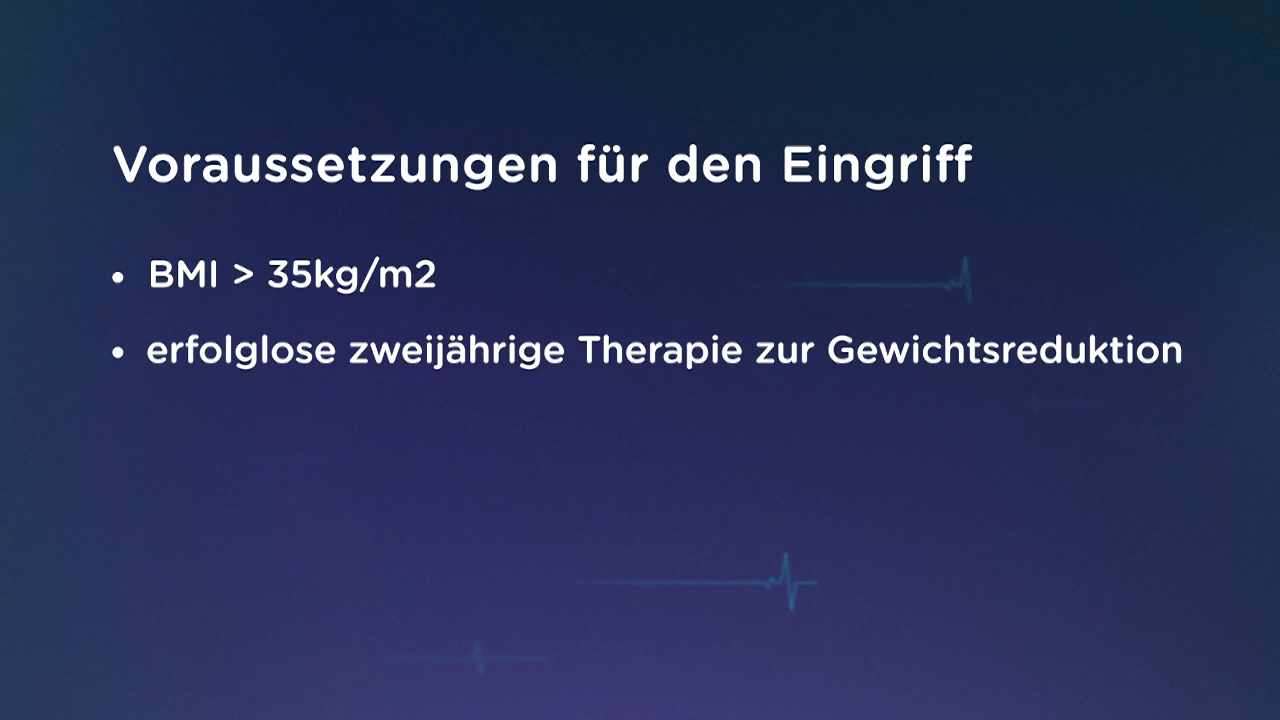 Voraussetzungen für den Eingriff
• BMI > 35kg/m2
• erfolglose zweijährige Therapie zur Gewichtsreduktion